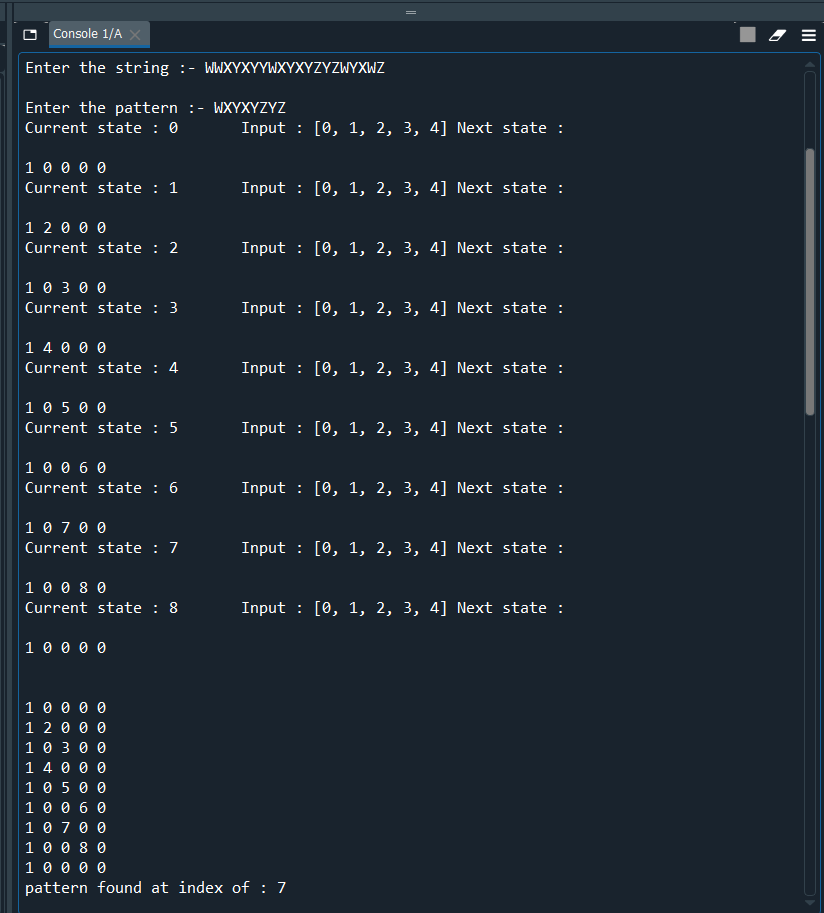 Console 1/A
Enter the string :- WWXYXYYWXYXYZYZWYXWZ
Enter the pattern :- WXYXYZYZ
Current state : 0 Input : [0, 1, 2, 3, 4] Next state :
1 0 0 0 0
Current state : 1 Input : [0, 1, 2, 3, 4] Next state :
1 2 0 0 0
Current state : 2 Input : [0, 1, 2, 3, 4] Next state :
1 0 3 0 0
Current state : 3 Input : [0, 1, 2, 3, 4] Next state :
1 4 0 0 0
Current state : 4 Input : [0, 1, 2, 3, 4] Next state :
1 0 5 0 0
Current state : 5 Input : [0, 1, 2, 3, 4] Next state :
1 0 0 6 0
Current state : 6 Input : [0, 1, 2, 3, 4] Next state :
1 0 7 0 0
Current state : 7 Input : [0, 1, 2, 3, 4] Next state :
1 0 0 8 0
Current state : 8 Input : [0, 1, 2, 3, 4] Next state :
1 0 0 0 0
1 0 0 0 0
1 2 0 0 0
1 0 3 0 0
1 4 0 0 0
1 0 5 0 0
1 0 0 6 0
1 0 7 0 0
1 0 0 8 0
1 0 0 0 0
pattern found at index of : 7